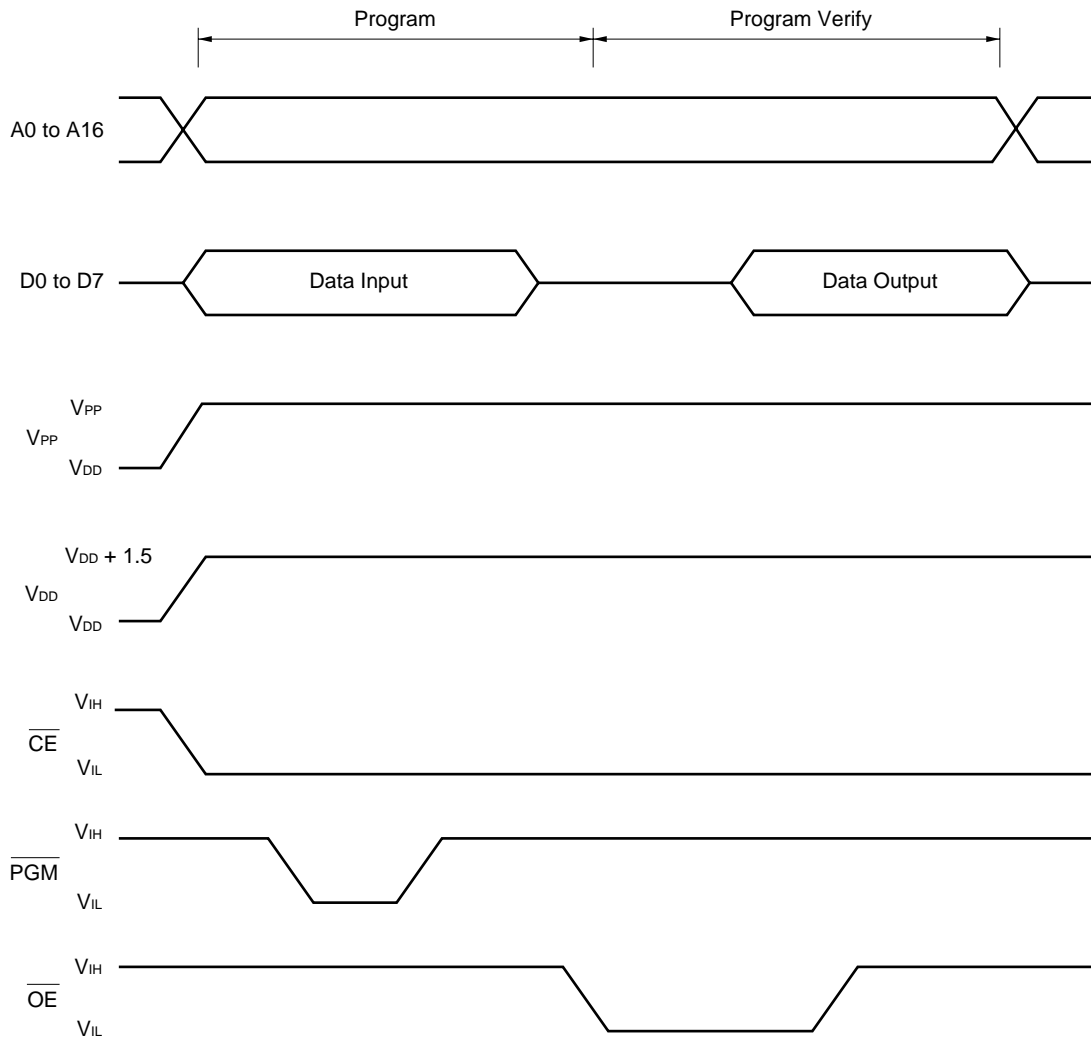 Program Program Verify
A0 to A16
D0 to D7 Data Input Data Output
VPP
VPP
VDD
VDD + 1.5
VDD
VDD
VIH
CE
VIL
VIH
PGM
VIL
VIH
OE
VIL